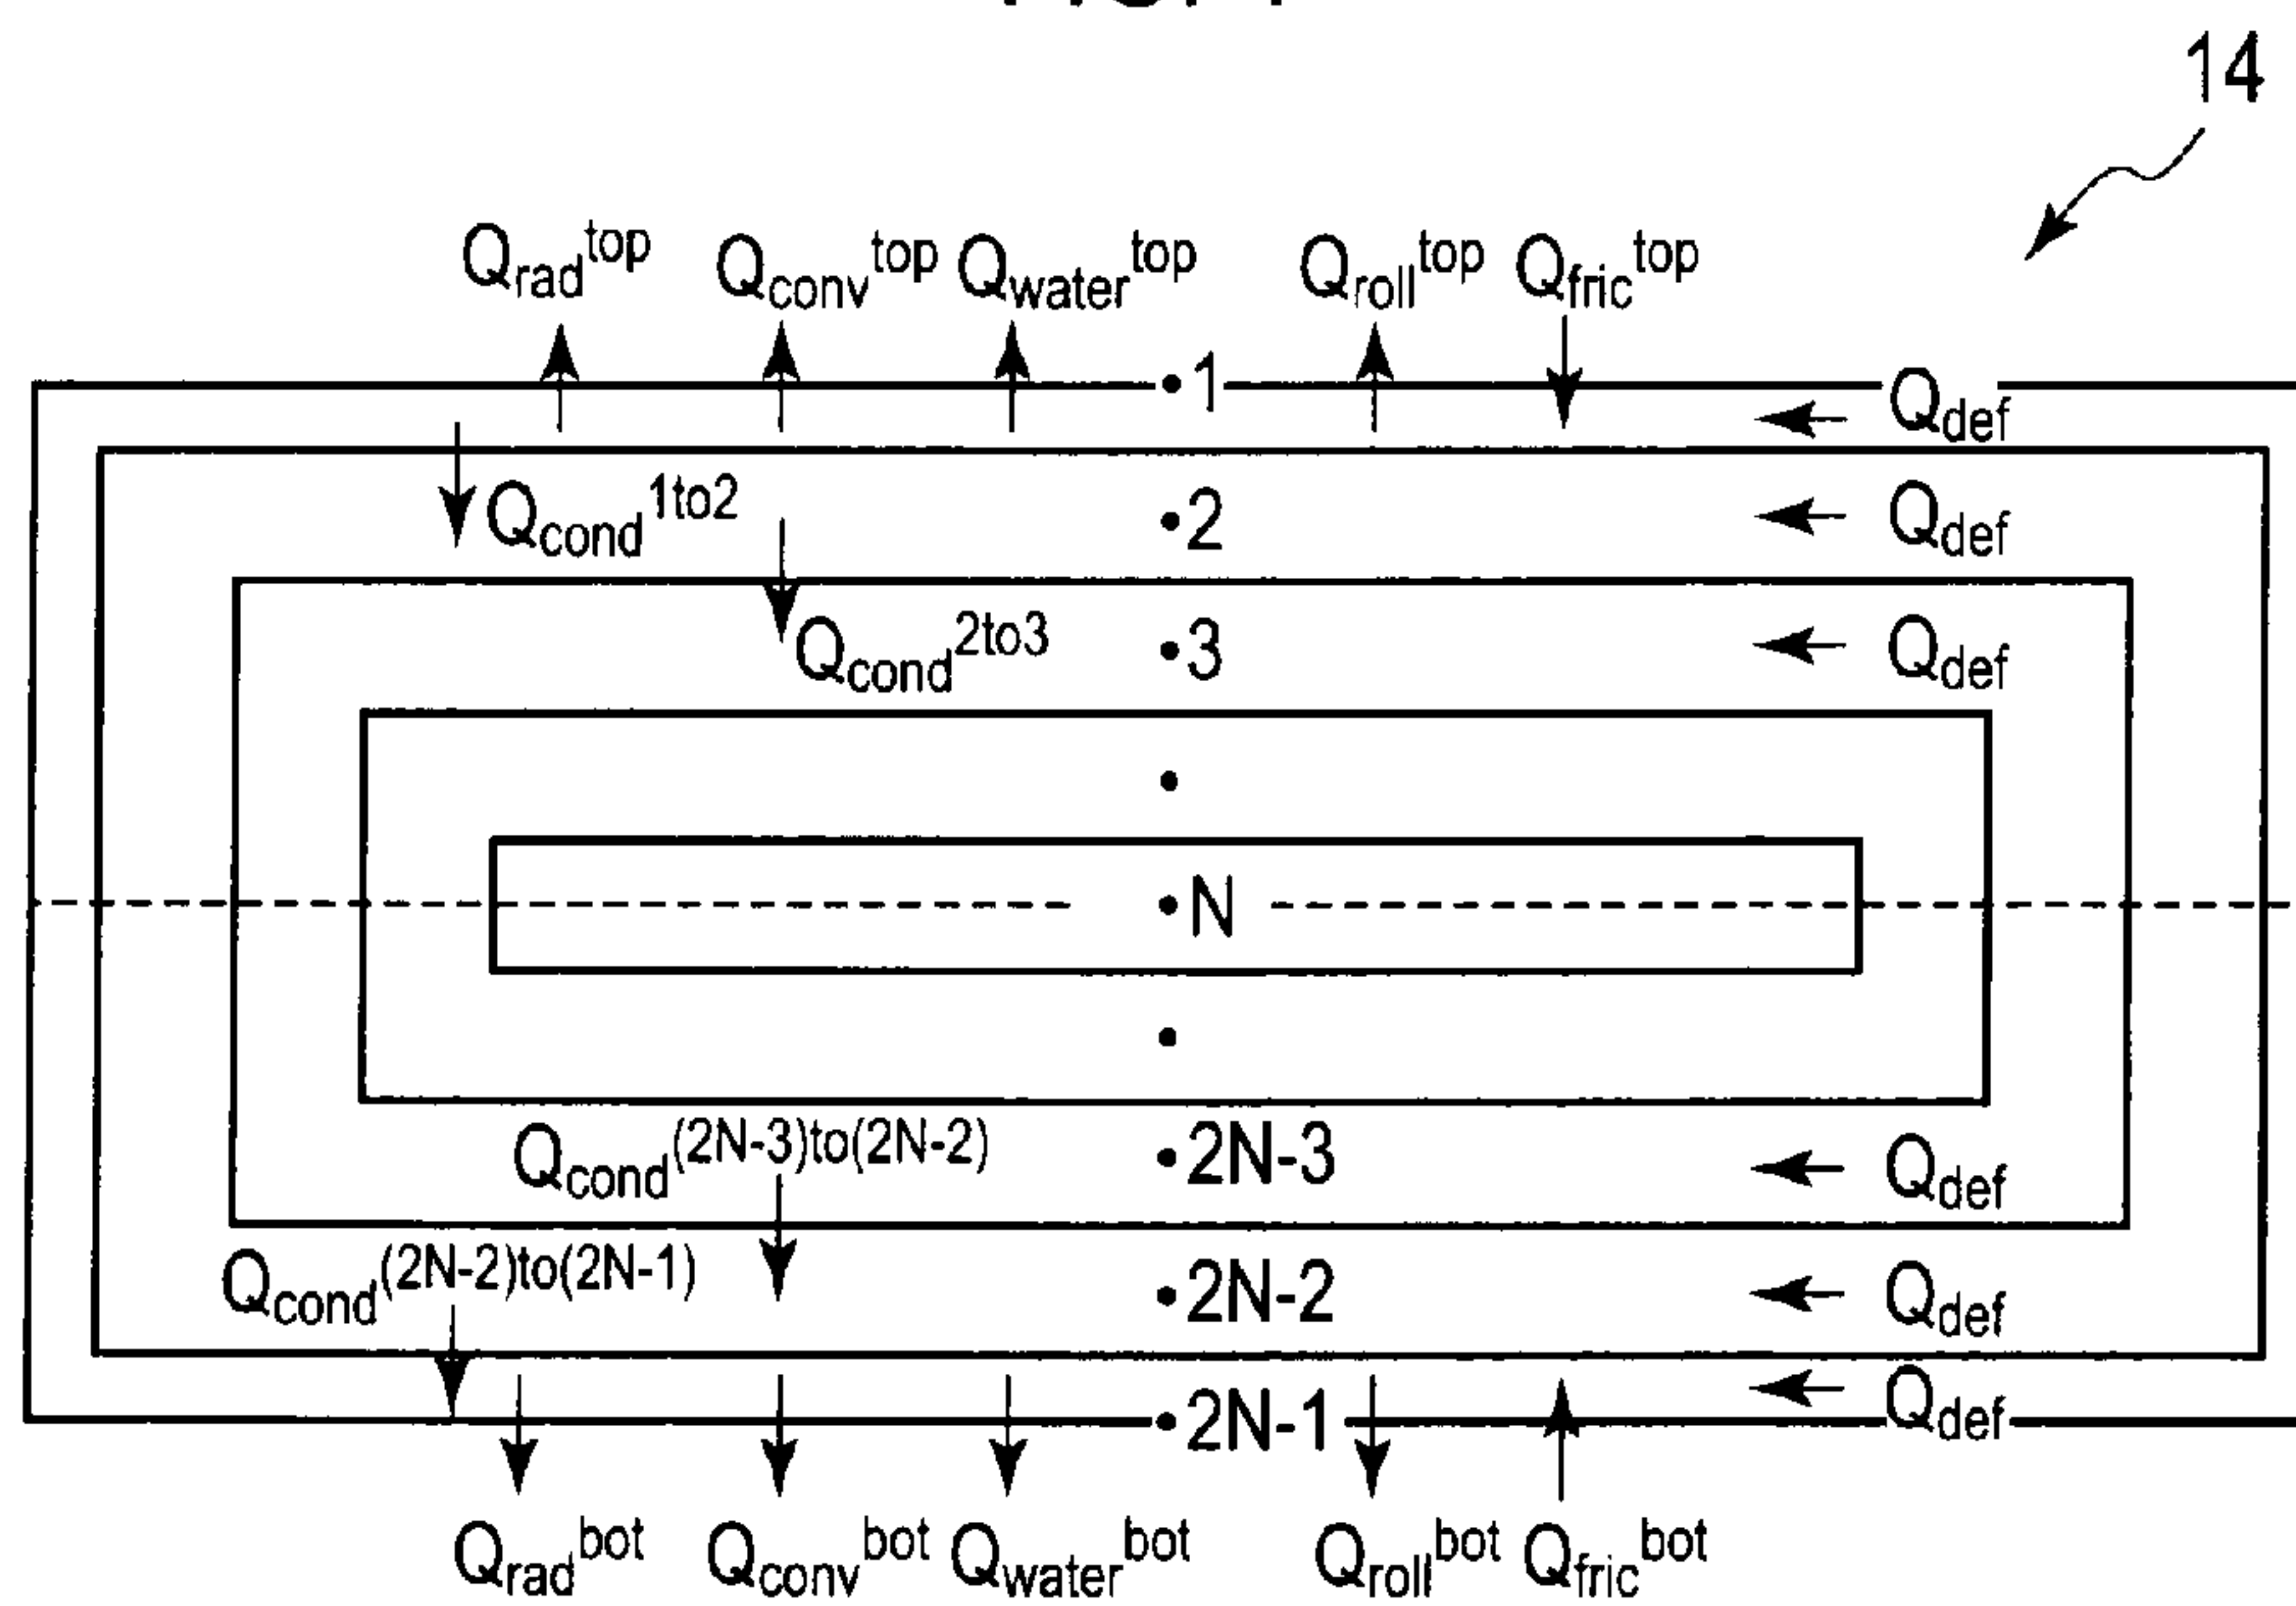 14
Q_rad^top Q_conv^top Q_water^top Q_roll^top Q_fric^top
•1 Q_def
Q_cond^1to2 •2 Q_def
Q_cond^2to3 •3 Q_def
•N
Q_cond^(2N-3)to(2N-2) •2N-3 Q_def
Q_cond^(2N-2)to(2N-1) •2N-2 Q_def
•2N-1 Q_def
Q_rad^bot Q_conv^bot Q_water^bot Q_roll^bot Q_fric^bot